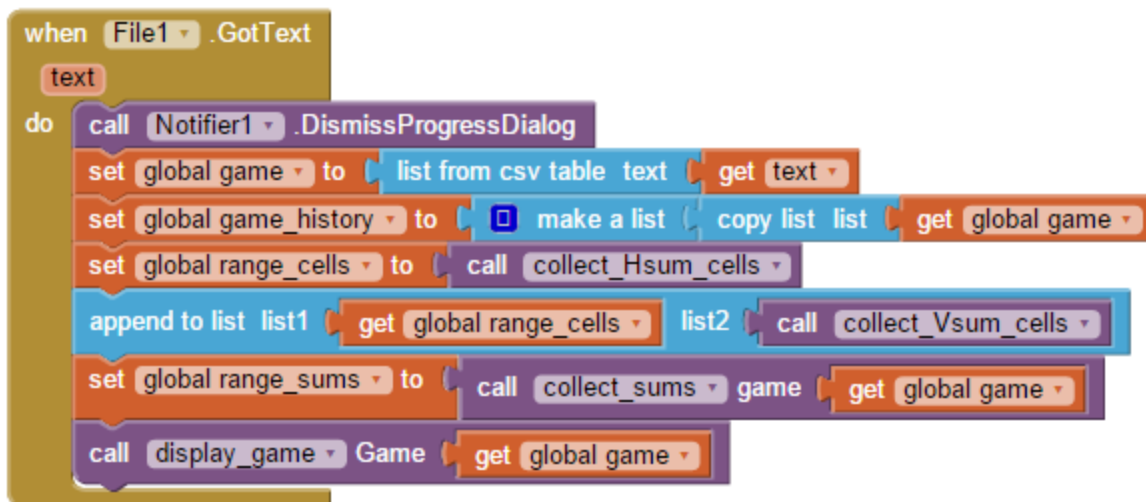 when File1 .GotText
text
do call Notifier1 .DismissProgressDialog
set global game to list from csv table text get text
set global game_history to make a list copy list list get global game
set global range_cells to call collect_Hsum_cells
append to list list1 get global range_cells list2 call collect_Vsum_cells
set global range_sums to call collect_sums game get global game
call display_game Game get global game